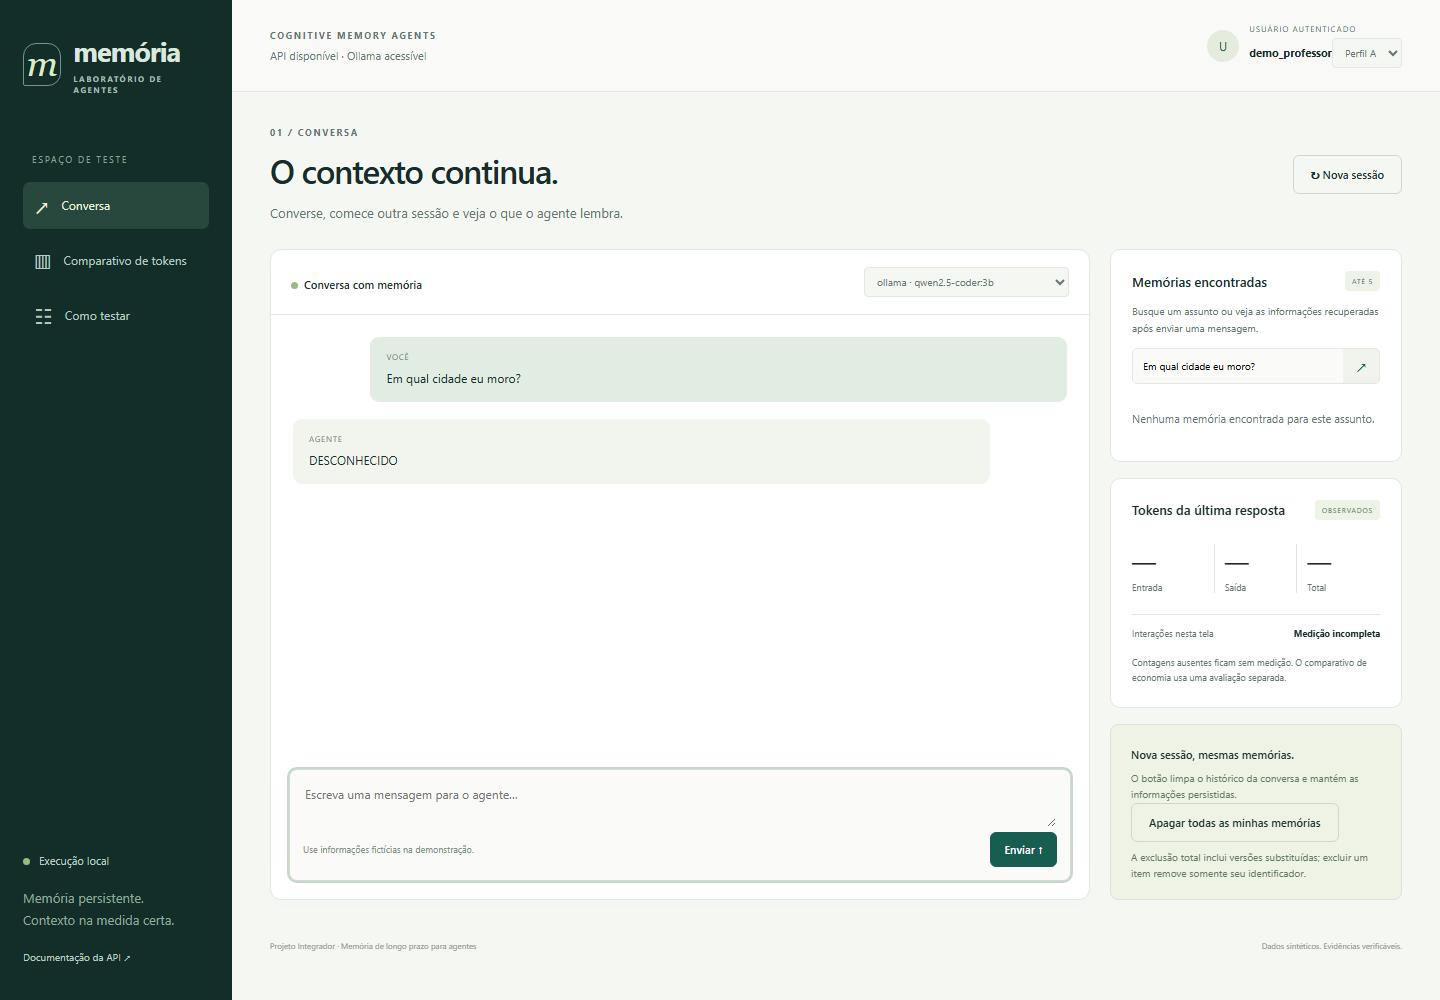 m
memória
LABORATÓRIO DE
AGENTES
ESPAÇO DE TESTE
Conversa
Comparativo de tokens
Como testar
Execução local
Memória persistente.
Contexto na medida certa.
Documentação da API ↗
COGNITIVE MEMORY AGENTS
API disponível · Ollama acessível
U
USUÁRIO AUTENTICADO
demo_professor
Perfil A
01 / CONVERSA
O contexto continua.
Converse, comece outra sessão e veja o que o agente lembra.
↻ Nova sessão
Conversa com memória
ollama · qwen2.5-coder:3b
VOCÊ
Em qual cidade eu moro?
AGENTE
DESCONHECIDO
Escreva uma mensagem para o agente...
Use informações fictícias na demonstração.
Enviar ↑
Memórias encontradas
ATÉ 5
Busque um assunto ou veja as informações recuperadas
após enviar uma mensagem.
Em qual cidade eu moro?
↗
Nenhuma memória encontrada para este assunto.
Tokens da última resposta
OBSERVADOS
— — —
Entrada
Saída
Total
Interações nesta tela
Medição incompleta
Contagens ausentes ficam sem medição. O comparativo de
economia usa uma avaliação separada.
Nova sessão, mesmas memórias.
O botão limpa o histórico da conversa e mantém as
informações persistidas.
Apagar todas as minhas memórias
A exclusão total inclui versões substituídas; excluir um
item remove somente seu identificador.
Projeto Integrador · Memória de longo prazo para agentes
Dados sintéticos. Evidências verificáveis.